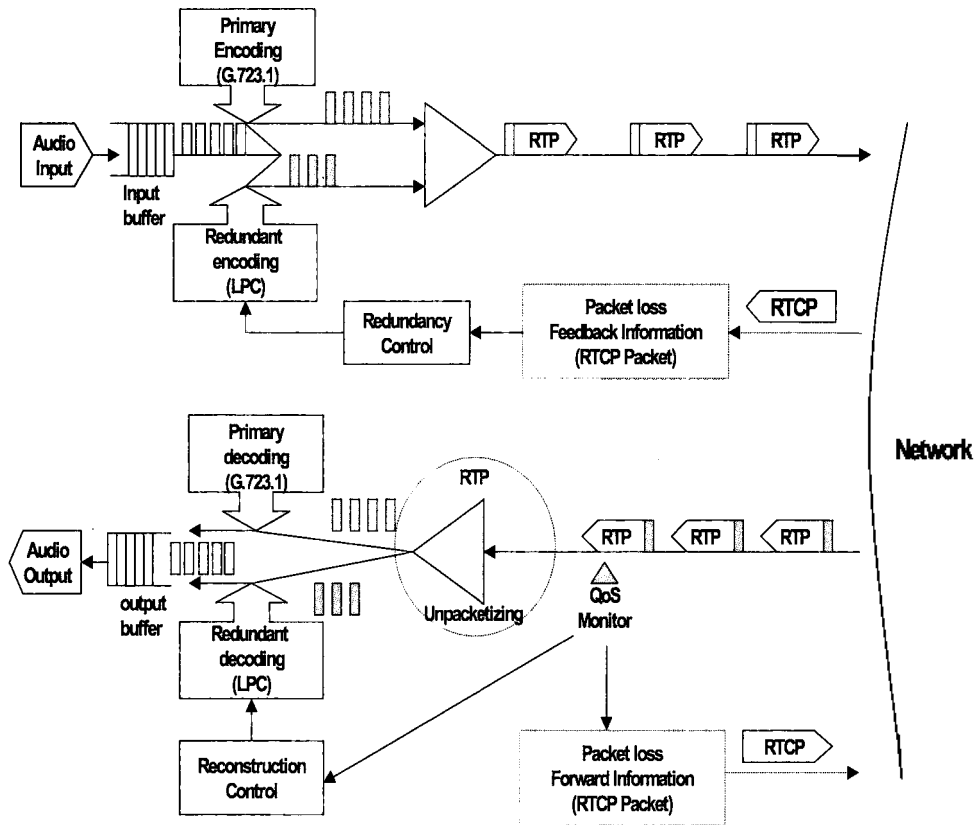 Primary
Encoding
(G.723.1)
Audio
Input
Input
buffer
RTP
RTP
RTP
Redundant
encoding
(LPC)
Redundancy
Control
Packet loss
Feedback Information
(RTCP Packet)
RTCP
Network
Primary
decoding
(G.723.1)
RTP
Audio
Output
output
buffer
Unpacketizing
RTP
RTP
RTP
QoS
Monitor
Redundant
decoding
(LPC)
Reconstruction
Control
Packet loss
Forward Information
(RTCP Packet)
RTCP